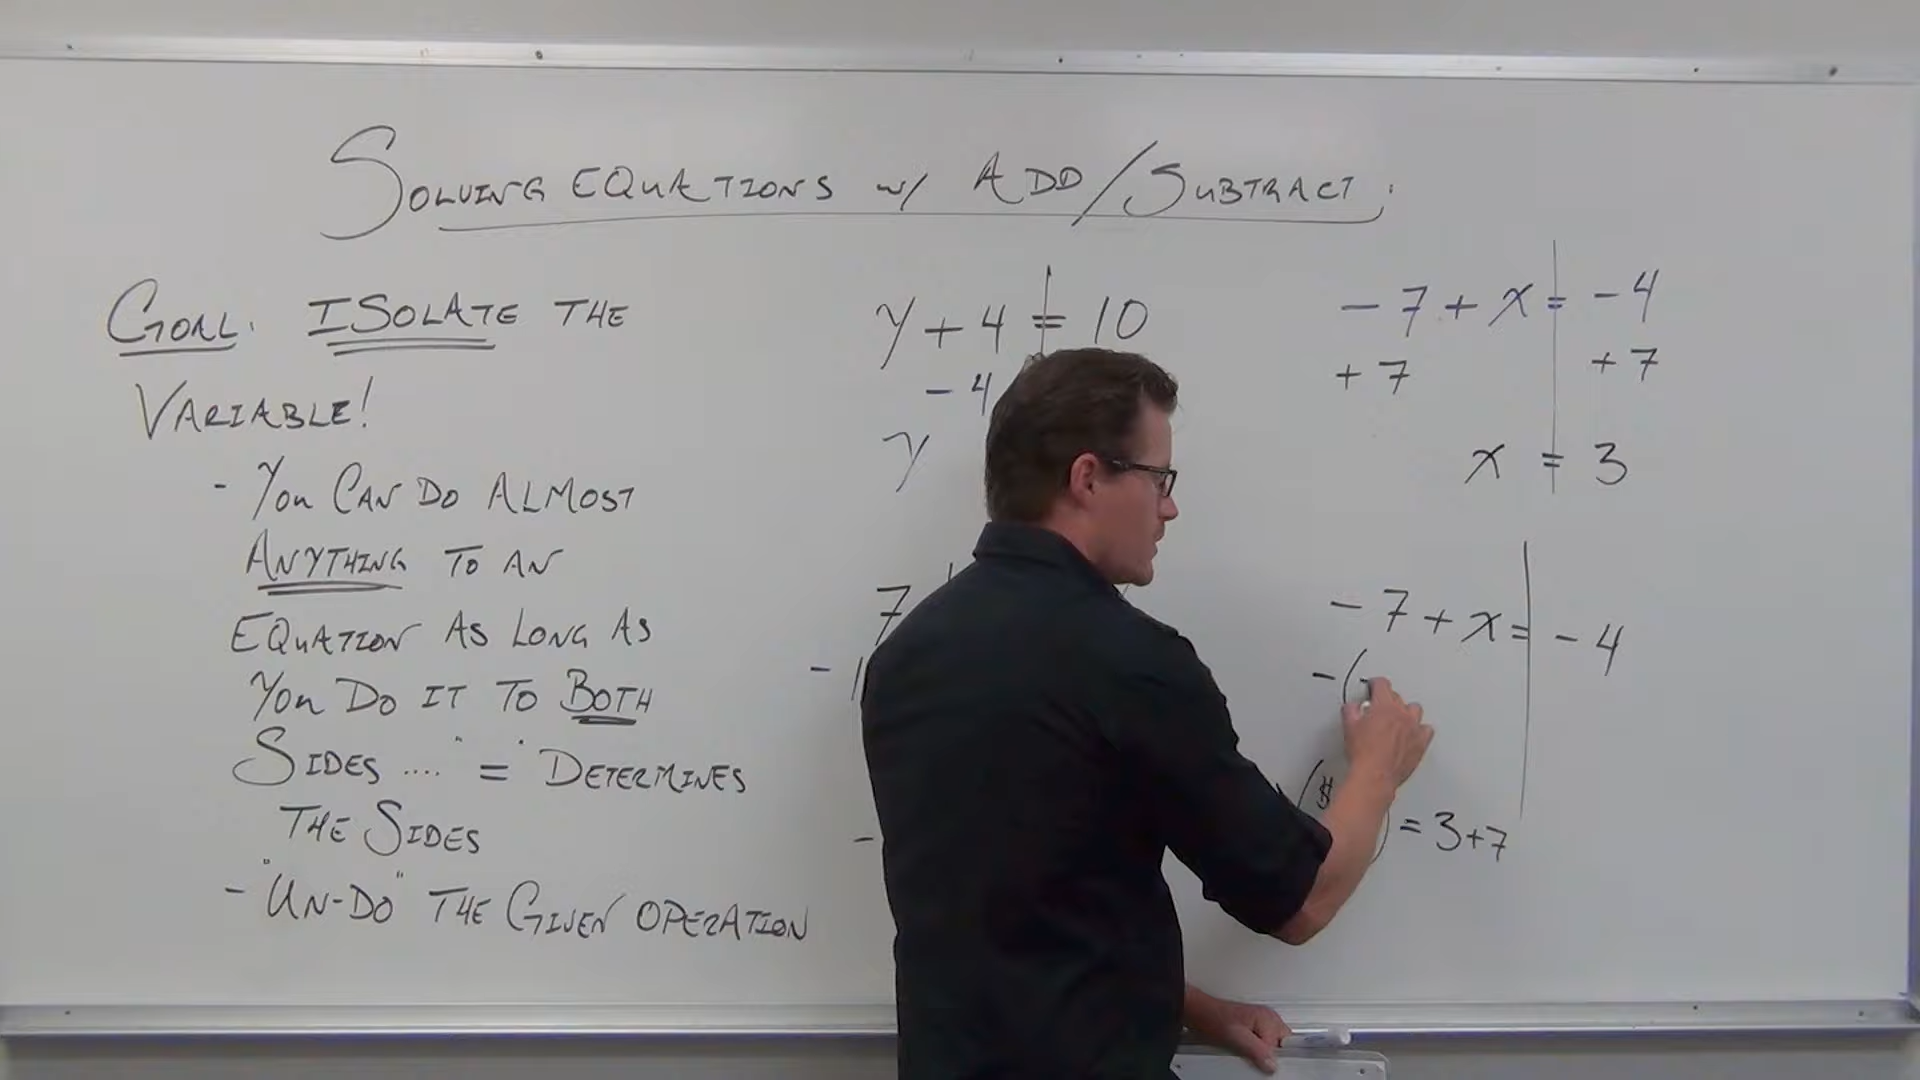 SOLVING EQUATIONS w/ ADD/SUBTRACT.
GOAL: ISOLATE THE
VARIABLE!
- YOU CAN DO ALMOST
ANYTHING TO AN
EQUATION AS LONG AS
YOU DO IT TO BOTH
SIDES .... "=" DETERMINES
THE SIDES
- "UN-DO" THE GIVEN OPERATION
y + 4 = 10
- 4
y
7
- 1
-
- 7 + x = - 4
+ 7 + 7
x = 3
- 7 + x = - 4
- ( -
= 3 + 7